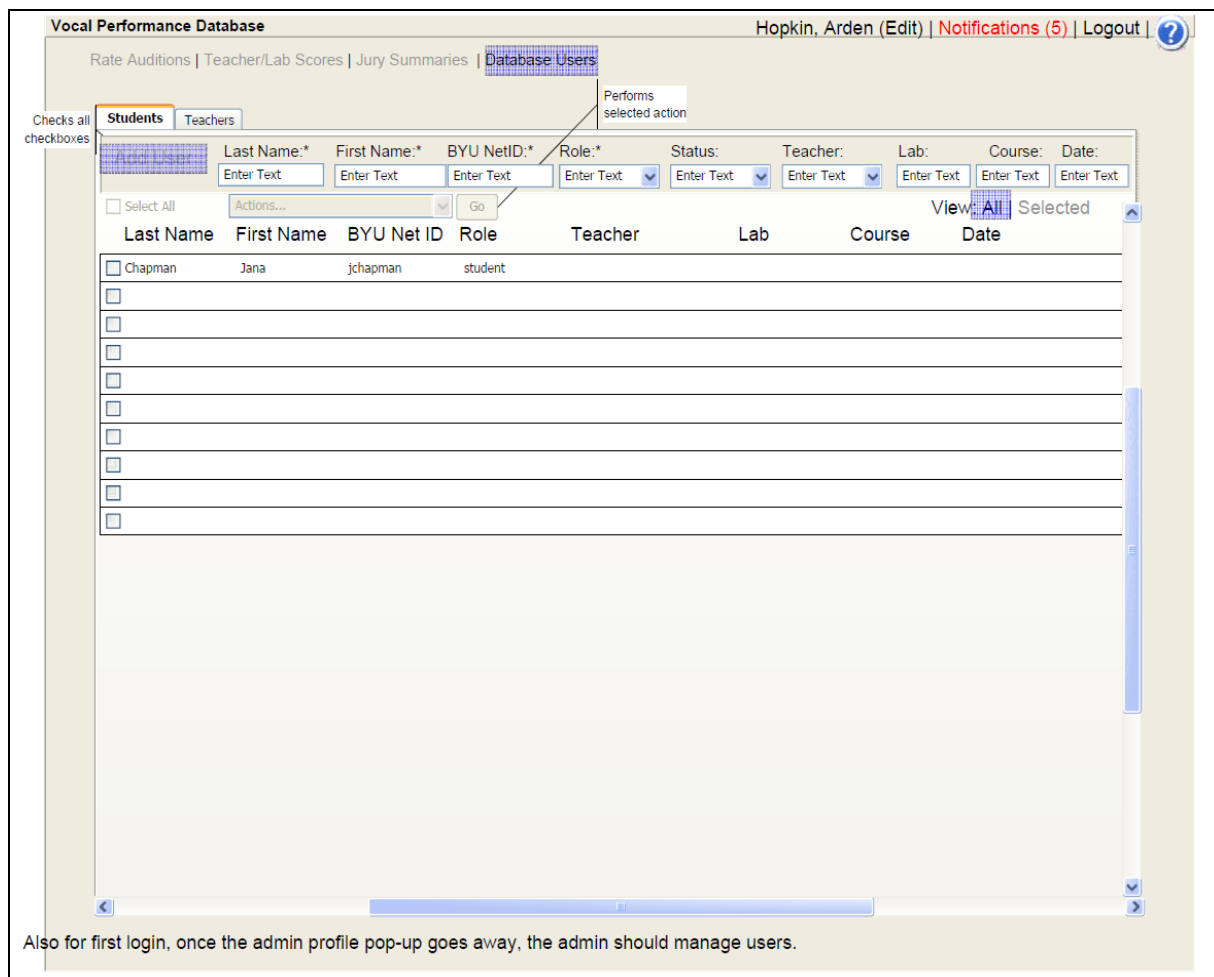 Vocal Performance Database
Hopkin, Arden (Edit) | Notifications (5) | Logout | ?
Rate Auditions | Teacher/Lab Scores | Jury Summaries | Database Users
Performs
selected action
Checks all
checkboxes
Students Teachers
Add User
Last Name:* First Name:* BYU NetID:* Role:* Status: Teacher: Lab: Course: Date:
Enter Text Enter Text Enter Text Enter Text Enter Text Enter Text Enter Text Enter Text Enter Text
Select All Actions... Go View: All | Selected
Last Name First Name BYU Net ID Role Teacher Lab Course Date
Chapman Jana jchapman student
Also for first login, once the admin profile pop-up goes away, the admin should manage users.